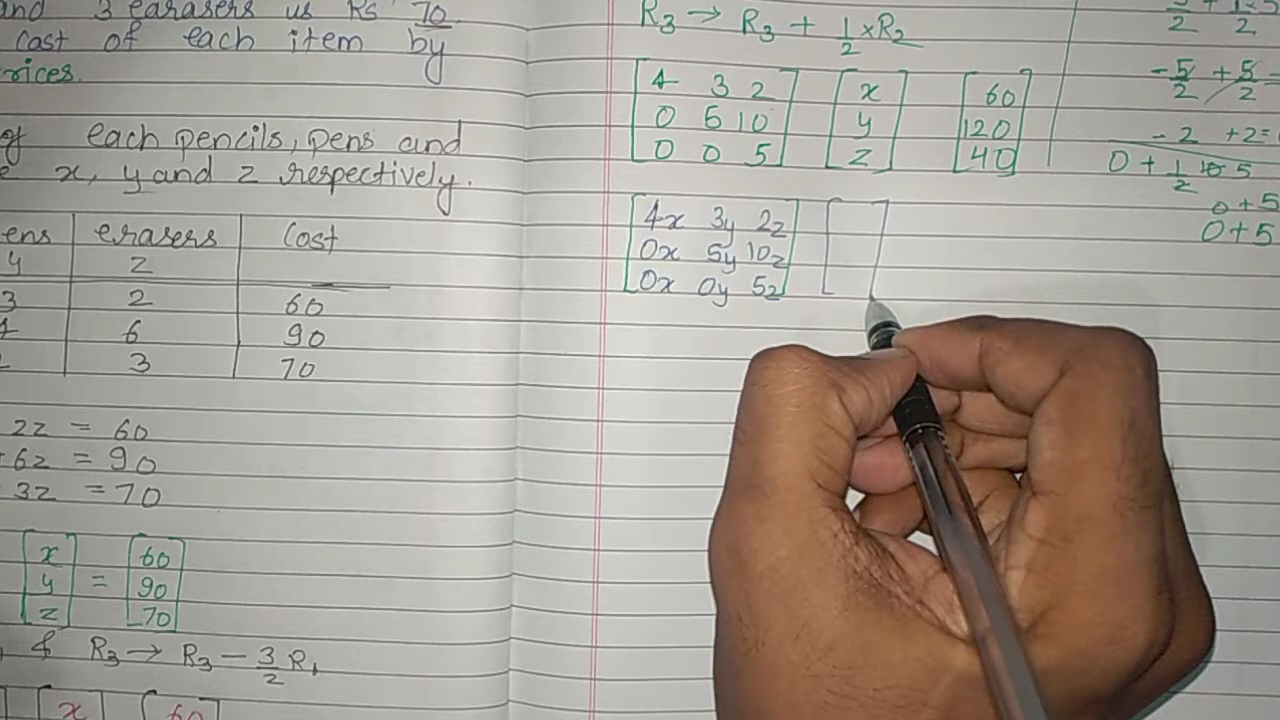 and 3 earasers us Rs 70
cost of each item by
rices.
of each pencils, pens and
x, y and z respectively.
ens erasers Cost
y z
3 2 60
4 6 90
3 70
2z = 60
6z = 90
3z = 70
x 60
y = 90
z 70
& R3 → R3 − 3/2 R1
x 60
R3 → R3 + 1/2 × R2
4 3 2 x 60
0 5 10 y 120
0 0 5 z 40
4x 3y 2z
0x 5y 10z
0x 0y 5z
-5/2 + 5/2
-2 +2=
0 + 1/2 10 5
0+5
0+5